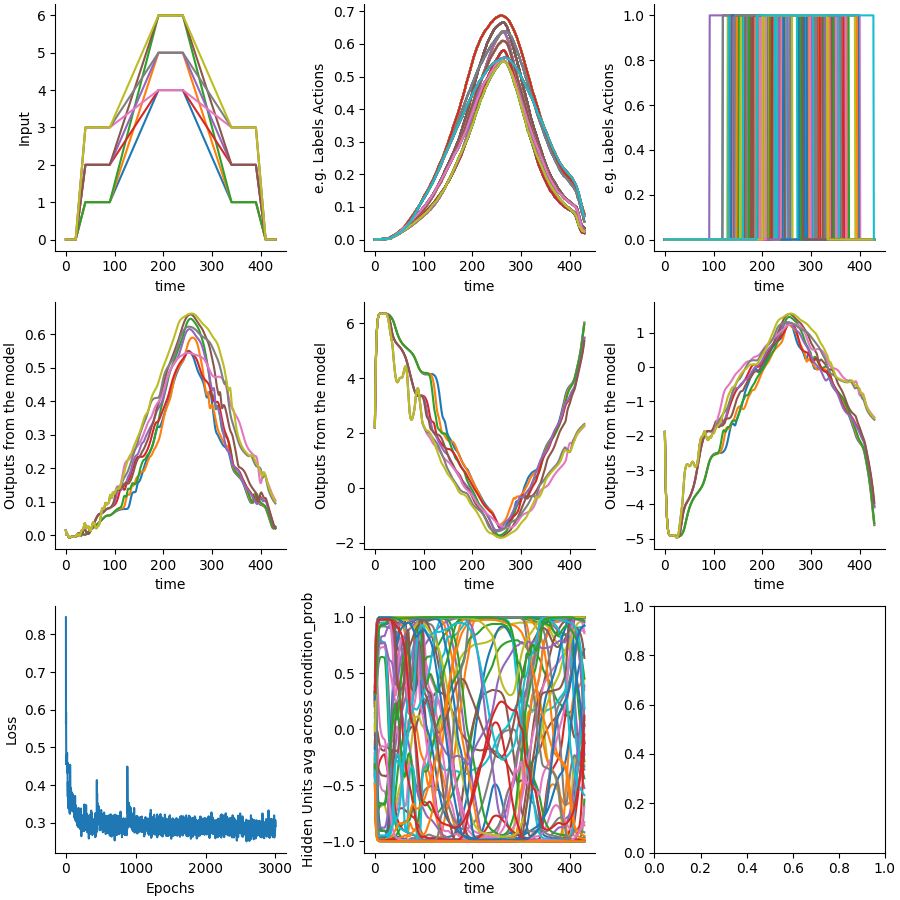 Input
0
1
2
3
4
5
6
0 100 200 300 400
time
e.g. Labels Actions
0.0
0.1
0.2
0.3
0.4
0.5
0.6
0.7
0 100 200 300 400
time
e.g. Labels Actions
0.0
0.2
0.4
0.6
0.8
1.0
0 100 200 300 400
time
Outputs from the model
0.0
0.1
0.2
0.3
0.4
0.5
0.6
0 100 200 300 400
time
Outputs from the model
−2
0
2
4
6
0 100 200 300 400
time
Outputs from the model
−5
−4
−3
−2
−1
0
1
0 100 200 300 400
time
Loss
0.3
0.4
0.5
0.6
0.7
0.8
0 1000 2000 3000
Epochs
Hidden Units avg across condition_prob
−1.0
−0.5
0.0
0.5
1.0
0 100 200 300 400
time
0.0
0.2
0.4
0.6
0.8
1.0
0.0 0.2 0.4 0.6 0.8 1.0